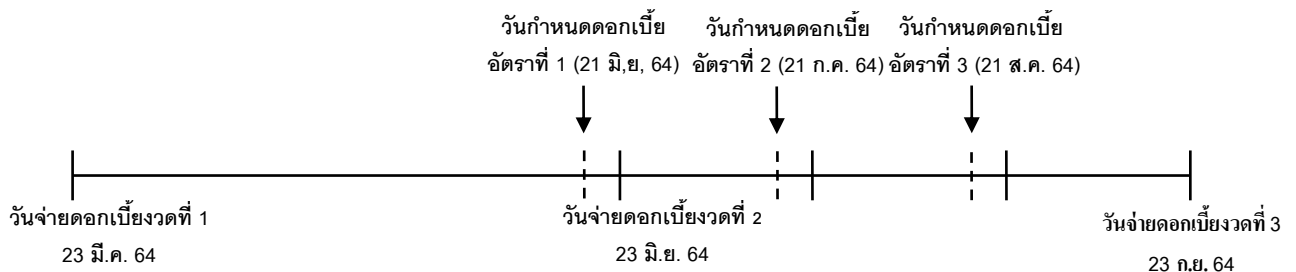 วันกำหนดดอกเบี้ย วันกำหนดดอกเบี้ย วันกำหนดดอกเบี้ย
อัตราที่ 1 (21 มิ,ย, 64) อัตราที่ 2 (21 ก.ค. 64) อัตราที่ 3 (21 ส.ค. 64)
วันจ่ายดอกเบี้ยงวดที่ 1 วันจ่ายดอกเบี้ยงวดที่ 2 วันจ่ายดอกเบี้ยงวดที่ 3
23 มี.ค. 64 23 มิ.ย. 64 23 ก.ย. 64